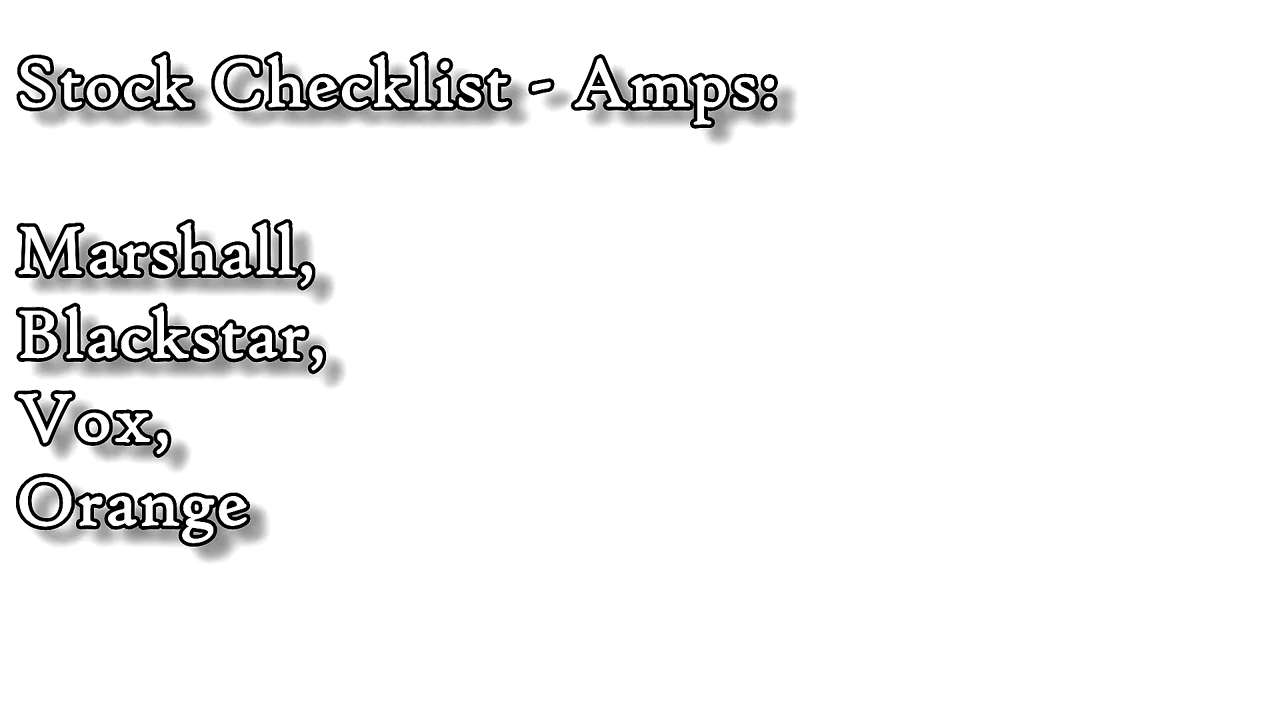 Stock Checklist - Amps:
Marshall,
Blackstar,
Vox,
Orange